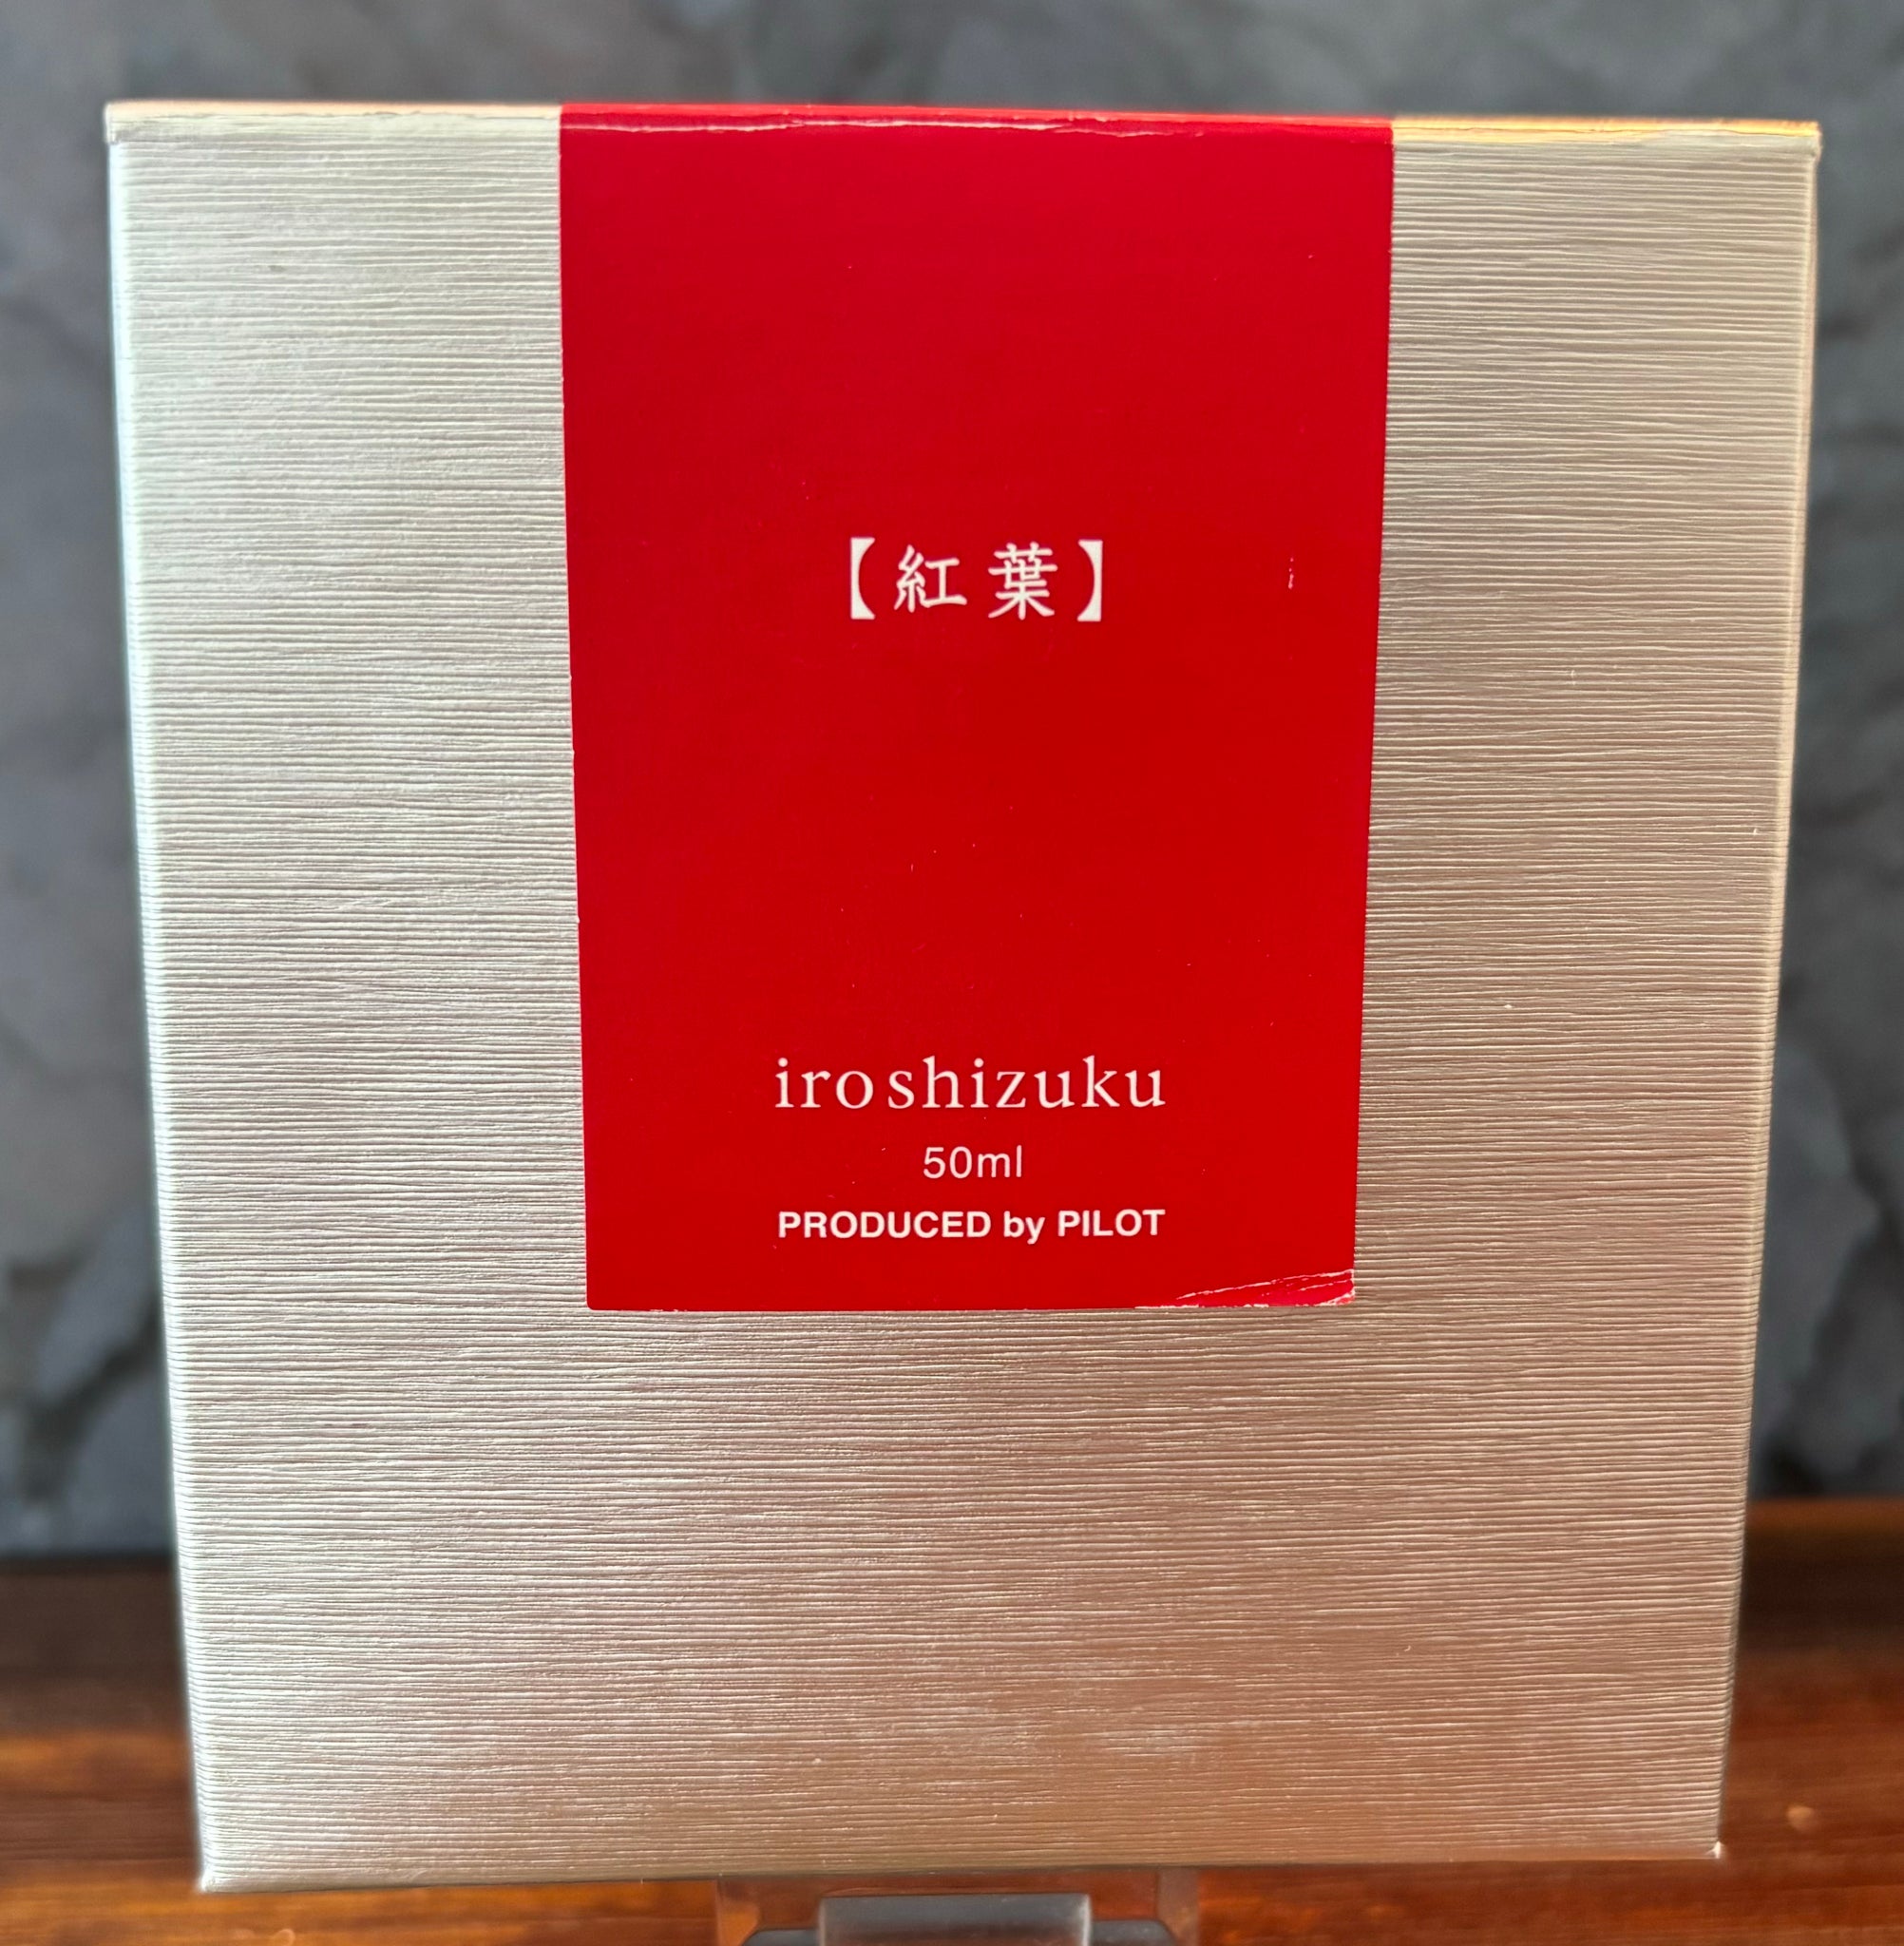 【紅葉】
iroshizuku
50ml
PRODUCED by PILOT